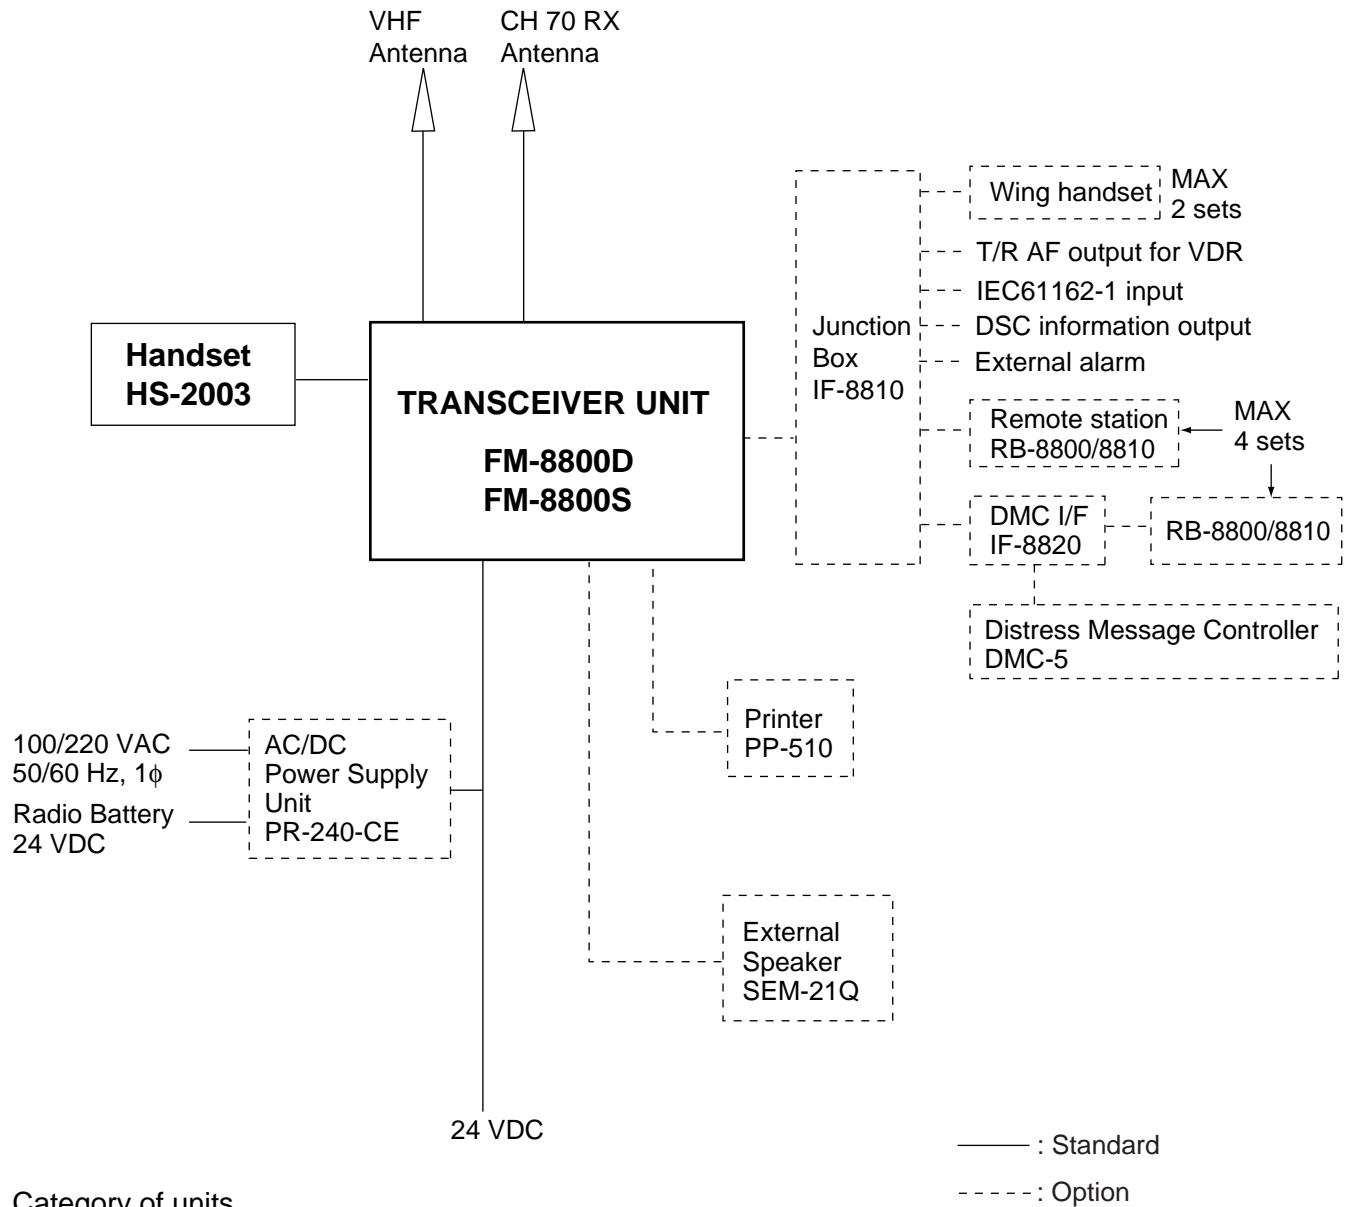 VHF
Antenna
CH 70 RX
Antenna
Wing handset
MAX
2 sets
T/R AF output for VDR
IEC61162-1 input
DSC information output
External alarm
Junction
Box
IF-8810
Handset
HS-2003
TRANSCEIVER UNIT
FM-8800D
FM-8800S
Remote station
RB-8800/8810
MAX
4 sets
DMC I/F
IF-8820
RB-8800/8810
Distress Message Controller
DMC-5
Printer
PP-510
100/220 VAC
50/60 Hz, 1ϕ
Radio Battery
24 VDC
AC/DC
Power Supply
Unit
PR-240-CE
External
Speaker
SEM-21Q
24 VDC
: Standard
: Option
Category of units